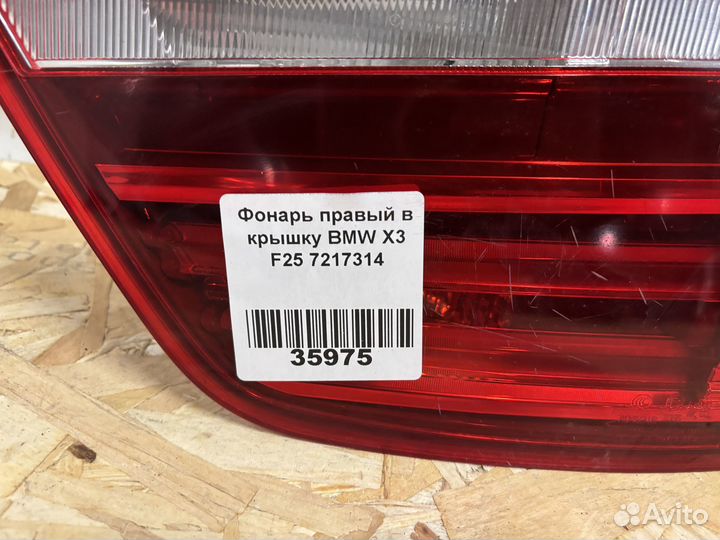 Фонарь правый в
крышку BMW X3
F25 7217314
35975
Avito